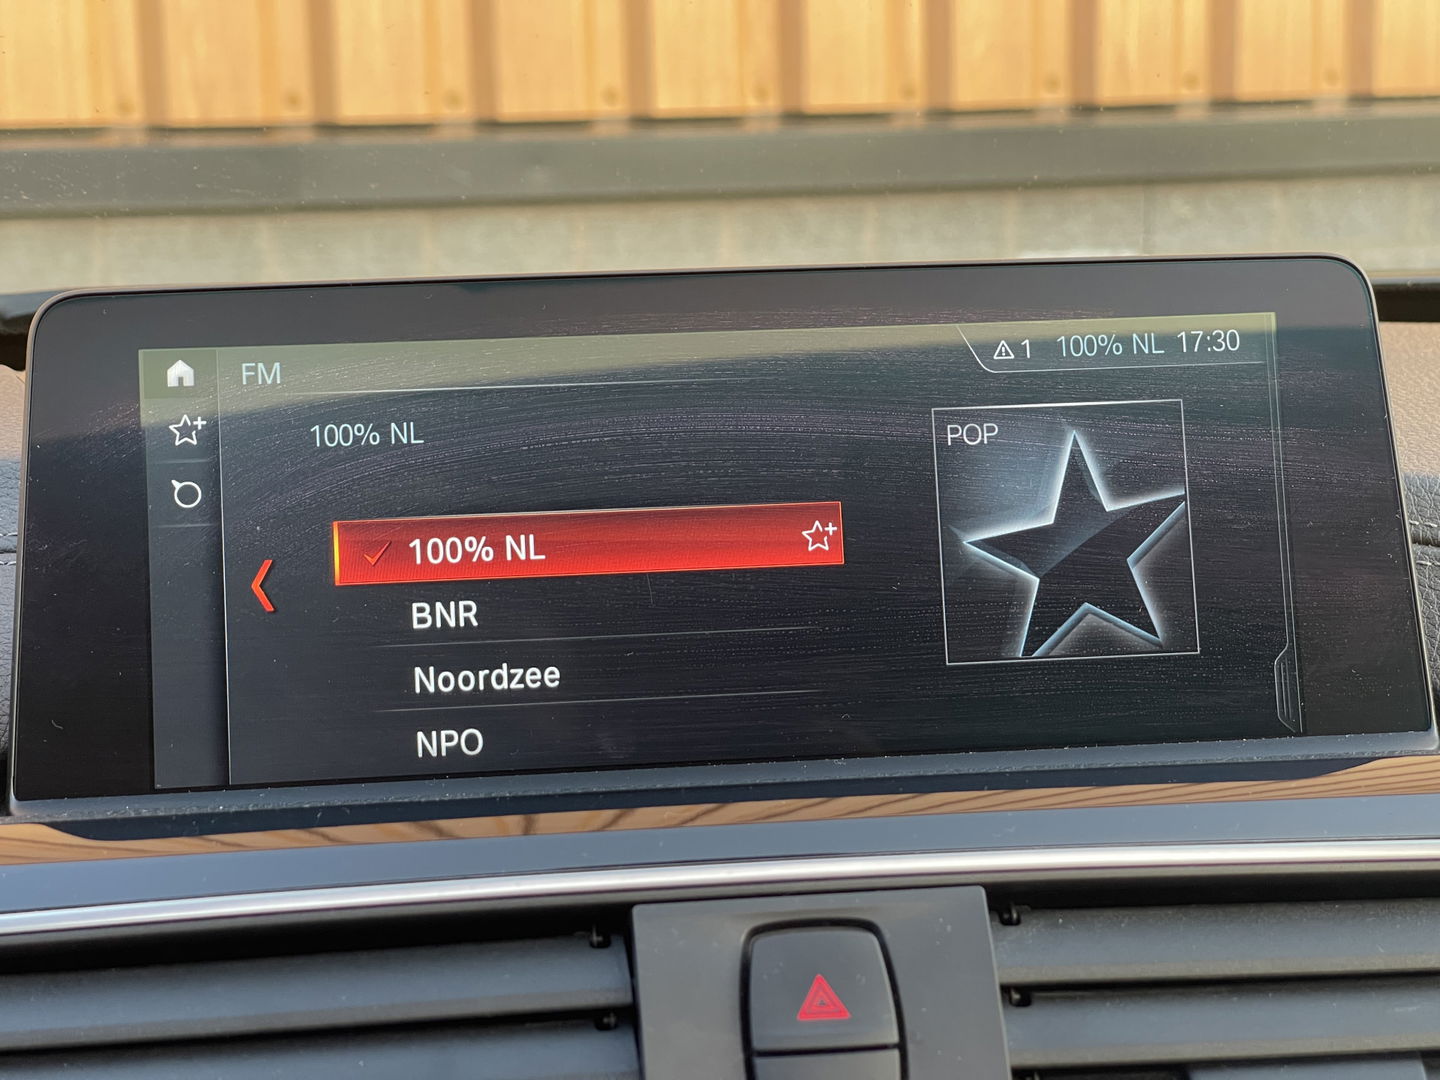 FM
1 100% NL 17:30
100% NL
POP
100% NL
BNR
Noordzee
NPO